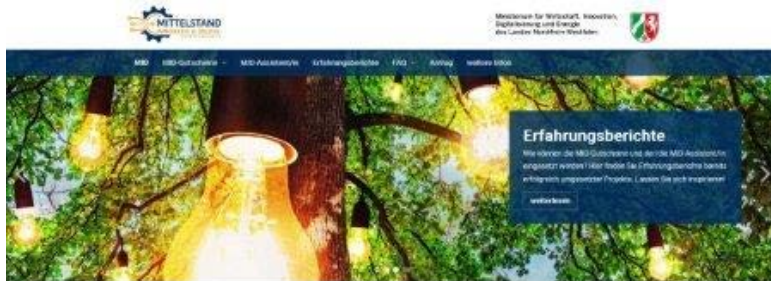 MITTELSTAND
INNOVATIV & DIGITAL
Ministerium für Wirtschaft, Innovation,
Digitalisierung und Energie
des Landes Nordrhein-Westfalen
MID MID-Gutscheine MID-Assistent/in Erfahrungsberichte FAQ Antrag weitere Infos
Erfahrungsberichte
Wie können die MID-Gutscheine und der/die MID-Assistent/in
eingesetzt werden? Hier finden Sie Erfahrungsberichte bereits
erfolgreich umgesetzter Projekte. Lassen Sie sich inspirieren!
weiterlesen